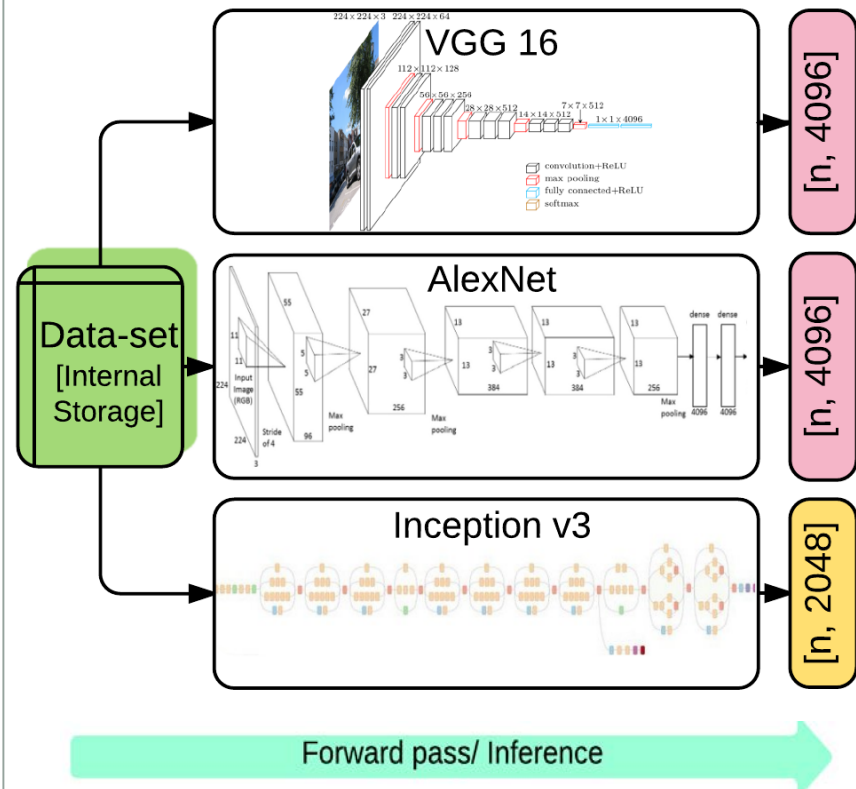 VGG 16
224×224×3
224×224×64
112×112×128
56×56×256
28×28×512
14×14×512
7×7×512
1×1×4096
convolution+ReLU
max pooling
fully connected+ReLU
softmax
[n, 4096]
Data-set
[Internal
Storage]
AlexNet
224
224
3
11
11
Input
Image
(RGB)
Stride
of 4
55
55
96
5
5
Max
pooling
27
27
256
3
3
Max
pooling
13
13
384
3
3
13
13
384
3
3
13
13
256
Max
pooling
dense
4096
dense
4096
[n, 4096]
Inception v3
[n, 2048]
Forward pass/ Inference